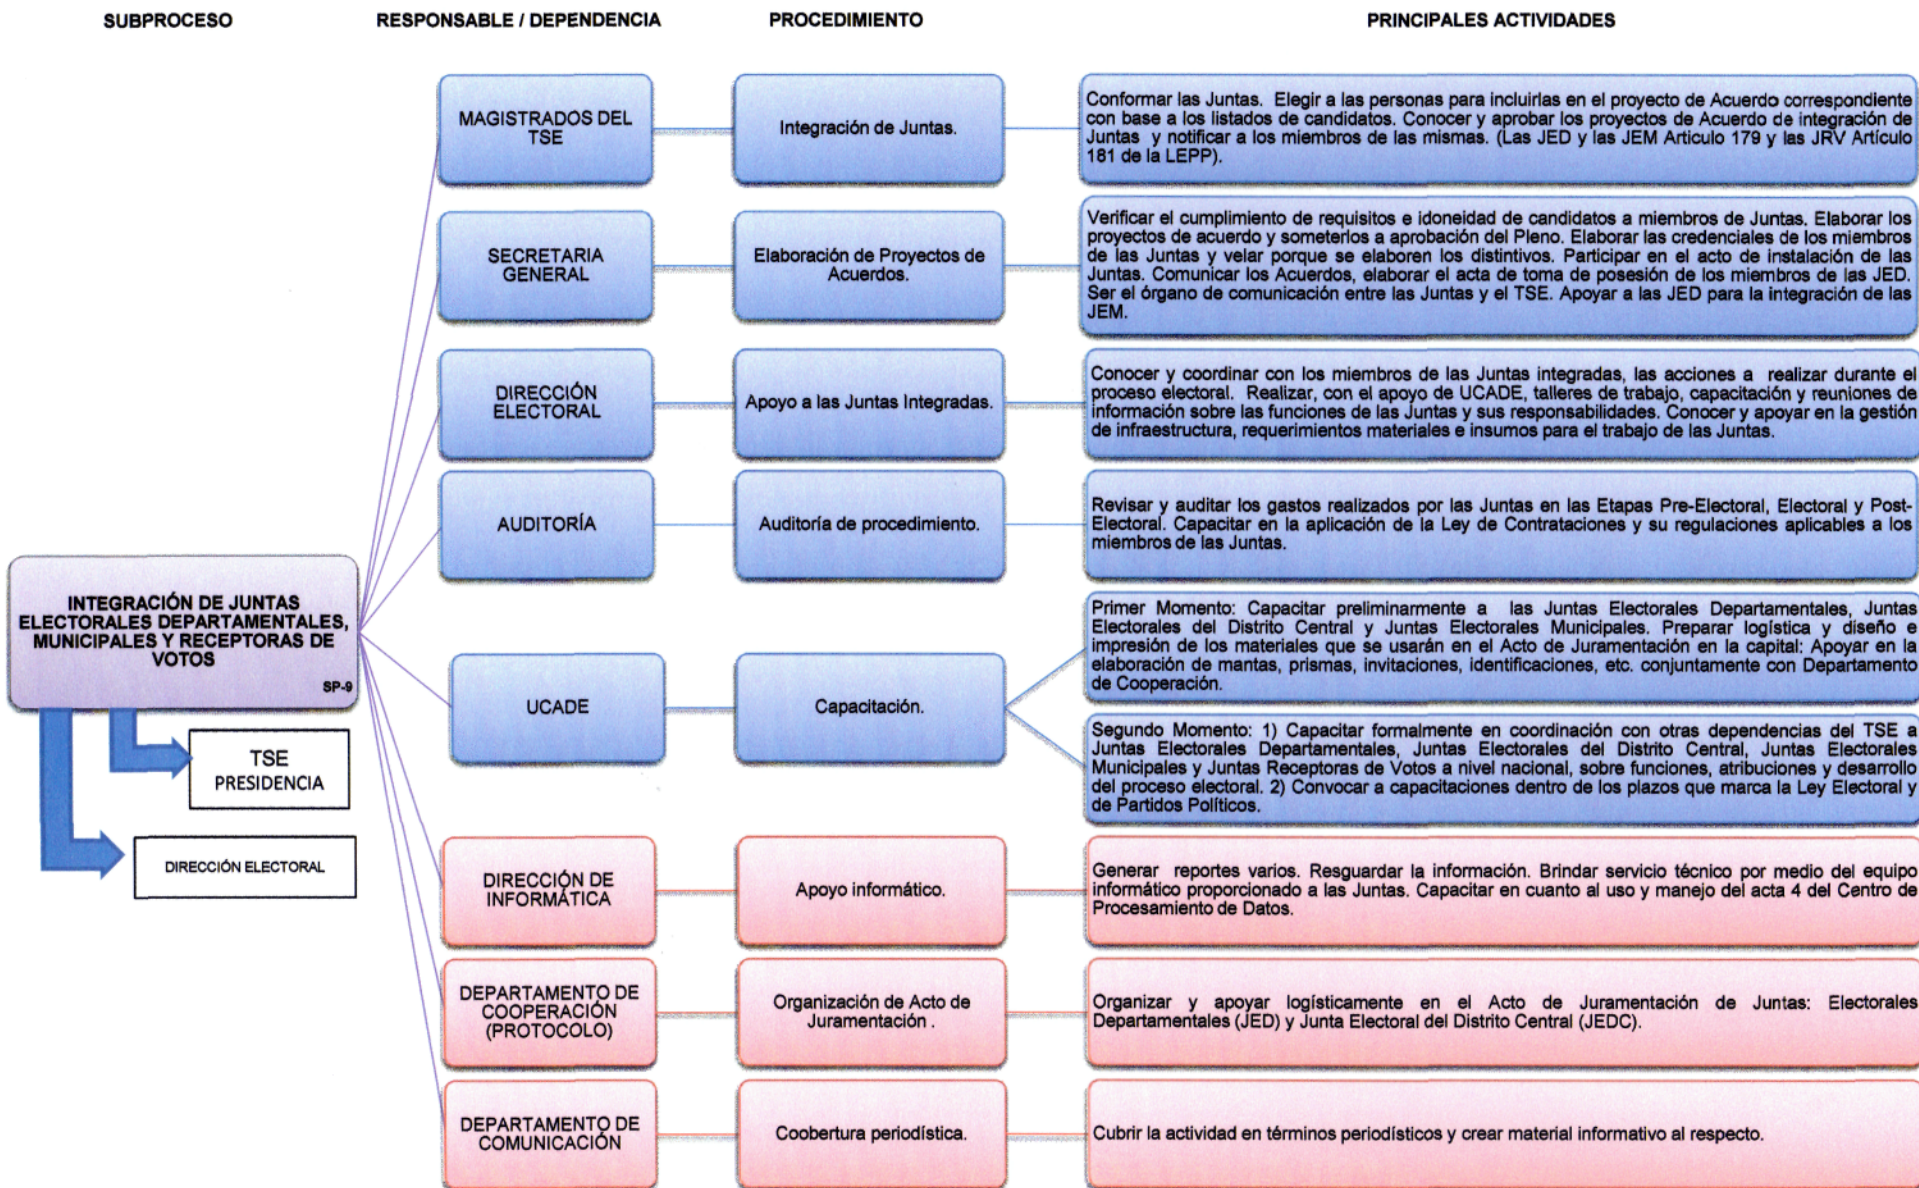 SUBPROCESO
RESPONSABLE / DEPENDENCIA
PROCEDIMIENTO
PRINCIPALES ACTIVIDADES
INTEGRACIÓN DE JUNTAS
ELECTORALES DEPARTAMENTALES,
MUNICIPALES Y RECEPTORAS DE
VOTOS
SP-9
TSE
PRESIDENCIA
DIRECCIÓN ELECTORAL
MAGISTRADOS DEL
TSE
Integración de Juntas.
Conformar las Juntas. Elegir a las personas para incluirlas en el proyecto de Acuerdo correspondiente
con base a los listados de candidatos. Conocer y aprobar los proyectos de Acuerdo de integración de
Juntas y notificar a los miembros de las mismas. (Las JED y las JEM Articulo 179 y las JRV Artículo
181 de la LEPP).
SECRETARIA
GENERAL
Elaboración de Proyectos de
Acuerdos.
Verificar el cumplimiento de requisitos e idoneidad de candidatos a miembros de Juntas. Elaborar los
proyectos de acuerdo y someterlos a aprobación del Pleno. Elaborar las credenciales de los miembros
de las Juntas y velar porque se elaboren los distintivos. Participar en el acto de instalación de las
Juntas. Comunicar los Acuerdos, elaborar el acta de toma de posesión de los miembros de las JED.
Ser el órgano de comunicación entre las Juntas y el TSE. Apoyar a las JED para la integración de las
JEM.
DIRECCIÓN
ELECTORAL
Apoyo a las Juntas Integradas.
Conocer y coordinar con los miembros de las Juntas integradas, las acciones a realizar durante el
proceso electoral. Realizar, con el apoyo de UCADE, talleres de trabajo, capacitación y reuniones de
información sobre las funciones de las Juntas y sus responsabilidades. Conocer y apoyar en la gestión
de infraestructura, requerimientos materiales e insumos para el trabajo de las Juntas.
AUDITORÍA
Auditoría de procedimiento.
Revisar y auditar los gastos realizados por las Juntas en las Etapas Pre-Electoral, Electoral y Post-
Electoral. Capacitar en la aplicación de la Ley de Contrataciones y su regulaciones aplicables a los
miembros de las Juntas.
UCADE
Capacitación.
Primer Momento: Capacitar preliminarmente a las Juntas Electorales Departamentales, Juntas
Electorales del Distrito Central y Juntas Electorales Municipales. Preparar logística y diseño e
impresión de los materiales que se usarán en el Acto de Juramentación en la capital: Apoyar en la
elaboración de mantas, prismas, invitaciones, identificaciones, etc. conjuntamente con Departamento
de Cooperación.
Segundo Momento: 1) Capacitar formalmente en coordinación con otras dependencias del TSE a
Juntas Electorales Departamentales, Juntas Electorales del Distrito Central, Juntas Electorales
Municipales y Juntas Receptoras de Votos a nivel nacional, sobre funciones, atribuciones y desarrollo
del proceso electoral. 2) Convocar a capacitaciones dentro de los plazos que marca la Ley Electoral y
de Partidos Políticos.
DIRECCIÓN DE
INFORMÁTICA
Apoyo informático.
Generar reportes varios. Resguardar la información. Brindar servicio técnico por medio del equipo
informático proporcionado a las Juntas. Capacitar en cuanto al uso y manejo del acta 4 del Centro de
Procesamiento de Datos.
DEPARTAMENTO DE
COOPERACIÓN
(PROTOCOLO)
Organización de Acto de
Juramentación .
Organizar y apoyar logísticamente en el Acto de Juramentación de Juntas: Electorales
Departamentales (JED) y Junta Electoral del Distrito Central (JEDC).
DEPARTAMENTO DE
COMUNICACIÓN
Coobertura periodística.
Cubrir la actividad en términos periodísticos y crear material informativo al respecto.